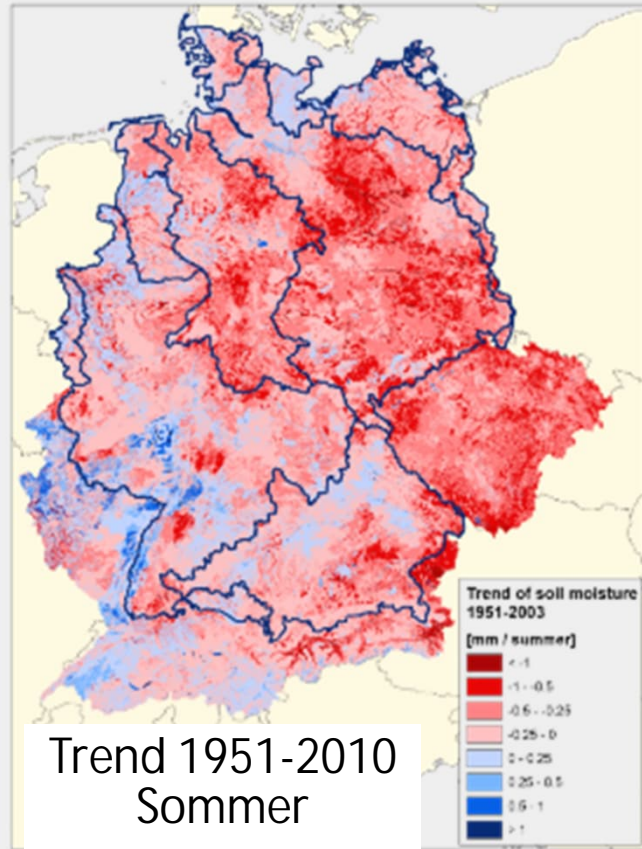 Trend of soil moisture
1951-2003
[mm / summer]
< -1
-1 - -0.5
-0.5 - -0.25
-0.25 - 0
0 - 0.25
0.25 - 0.5
0.5 - 1
> 1
Trend 1951-2010
Sommer